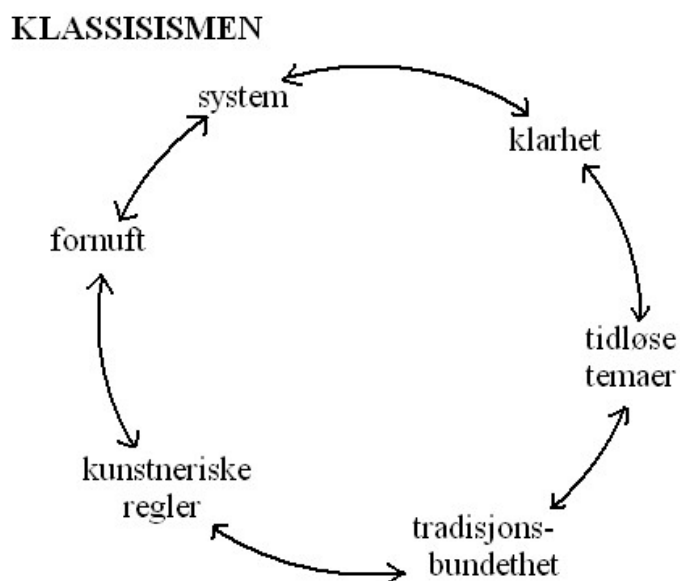 KLASSISISMEN
system
klarhet
fornuft
tidløse
temaer
kunstneriske
regler
tradisjons-
bundethet